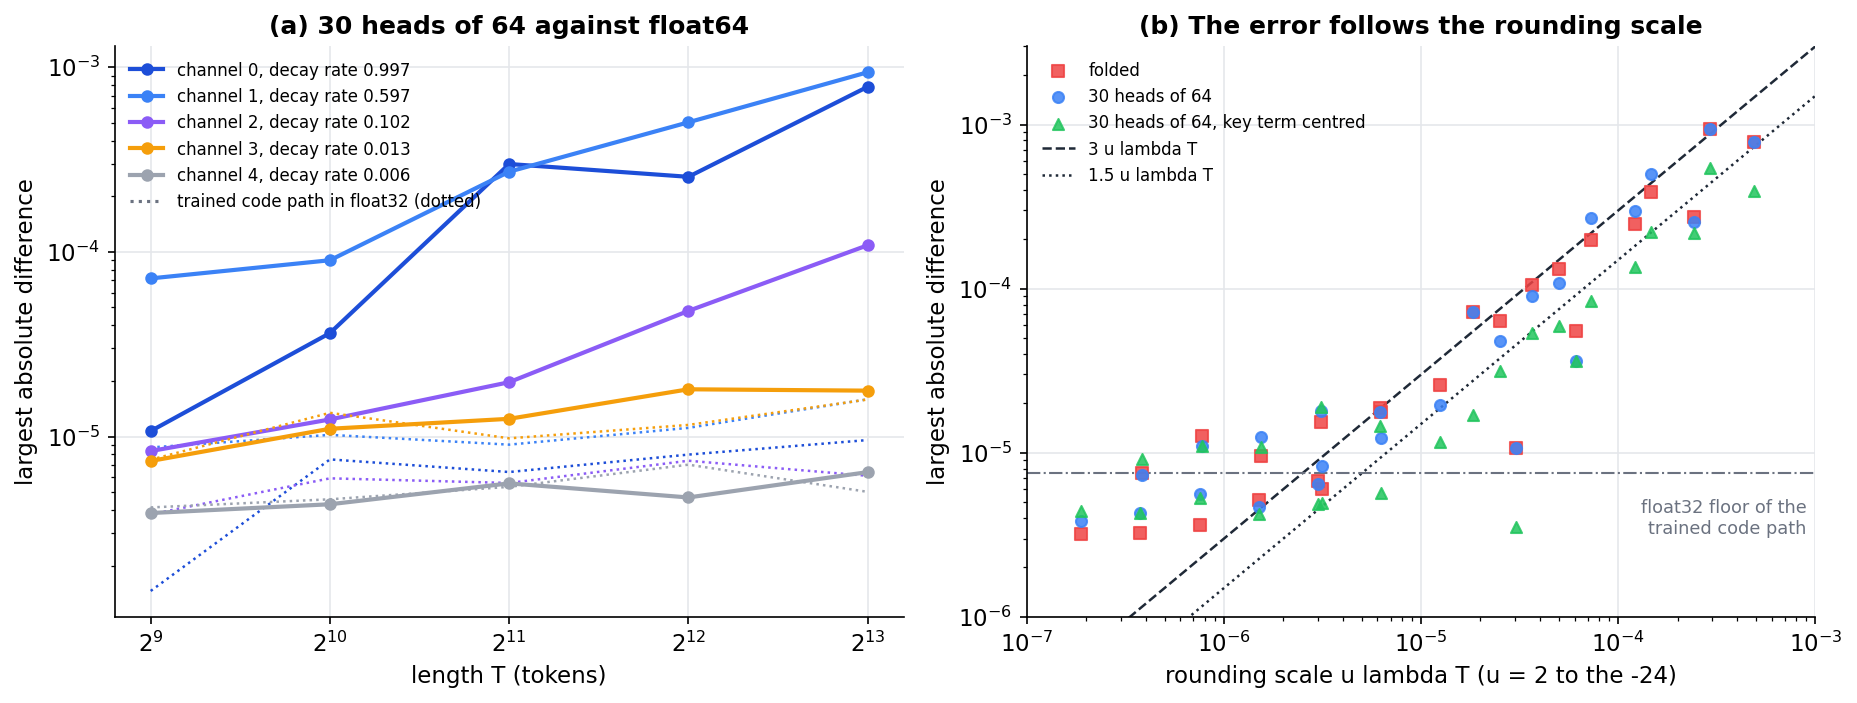 (a) 30 heads of 64 against float64
largest absolute difference
10⁻³
10⁻⁴
10⁻⁵
channel 0, decay rate 0.997
channel 1, decay rate 0.597
channel 2, decay rate 0.102
channel 3, decay rate 0.013
channel 4, decay rate 0.006
trained code path in float32 (dotted)
2⁹ 2¹⁰ 2¹¹ 2¹² 2¹³
length T (tokens)
(b) The error follows the rounding scale
largest absolute difference
10⁻³
10⁻⁴
10⁻⁵
10⁻⁶
folded
30 heads of 64
30 heads of 64, key term centred
3 u lambda T
1.5 u lambda T
float32 floor of the
trained code path
10⁻⁷ 10⁻⁶ 10⁻⁵ 10⁻⁴ 10⁻³
rounding scale u lambda T (u = 2 to the -24)